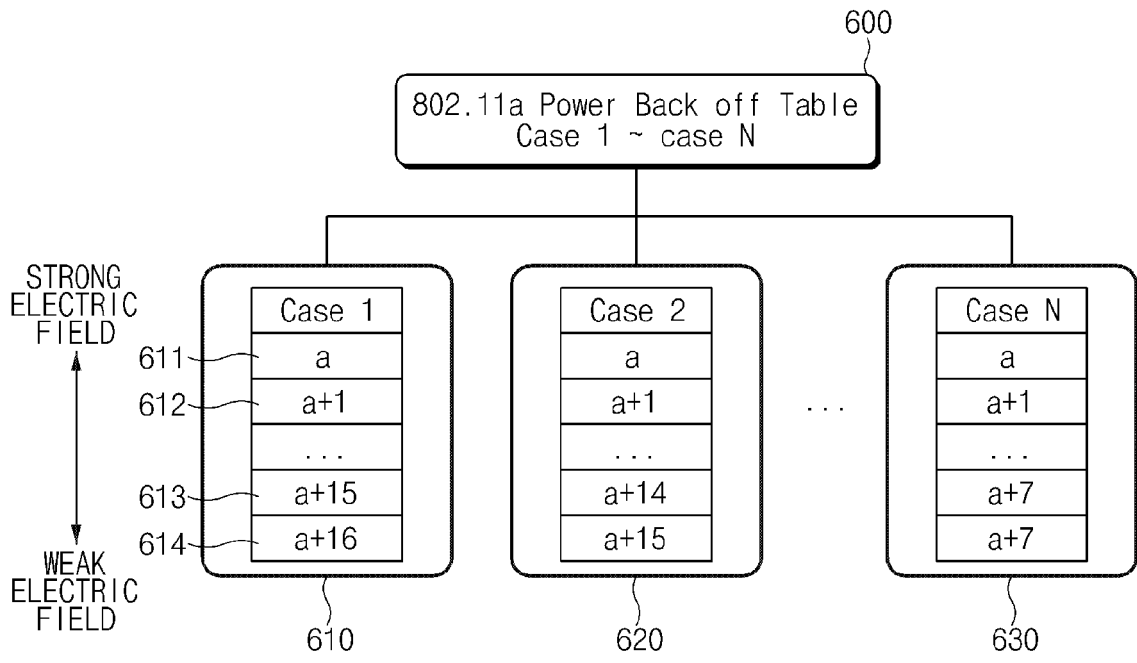 600
802.11a Power Back off Table
Case 1 ~ case N
STRONG
ELECTRIC
FIELD
WEAK
ELECTRIC
FIELD
611
612
613
614
Case 1
a
a+1
...
a+15
a+16
610
Case 2
a
a+1
...
a+14
a+15
620
...
Case N
a
a+1
...
a+7
a+7
630